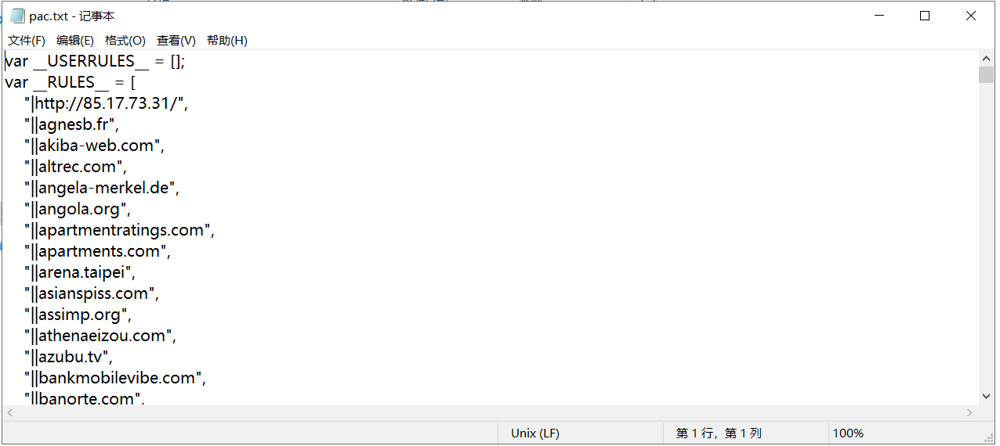 pac.txt - 记事本
文件(F) 编辑(E) 格式(O) 查看(V) 帮助(H)
var __USERRULES__ = [];
var __RULES__ = [
"|http://85.17.73.31/",
"||agnesb.fr",
"||akiba-web.com",
"||altrec.com",
"||angela-merkel.de",
"||angola.org",
"||apartmentratings.com",
"||apartments.com",
"||arena.taipei",
"||asianspiss.com",
"||assimp.org",
"||athenaeizou.com",
"||azubu.tv",
"||bankmobilevibe.com",
"||banorte.com",
Unix (LF) 第 1 行，第 1 列 100%